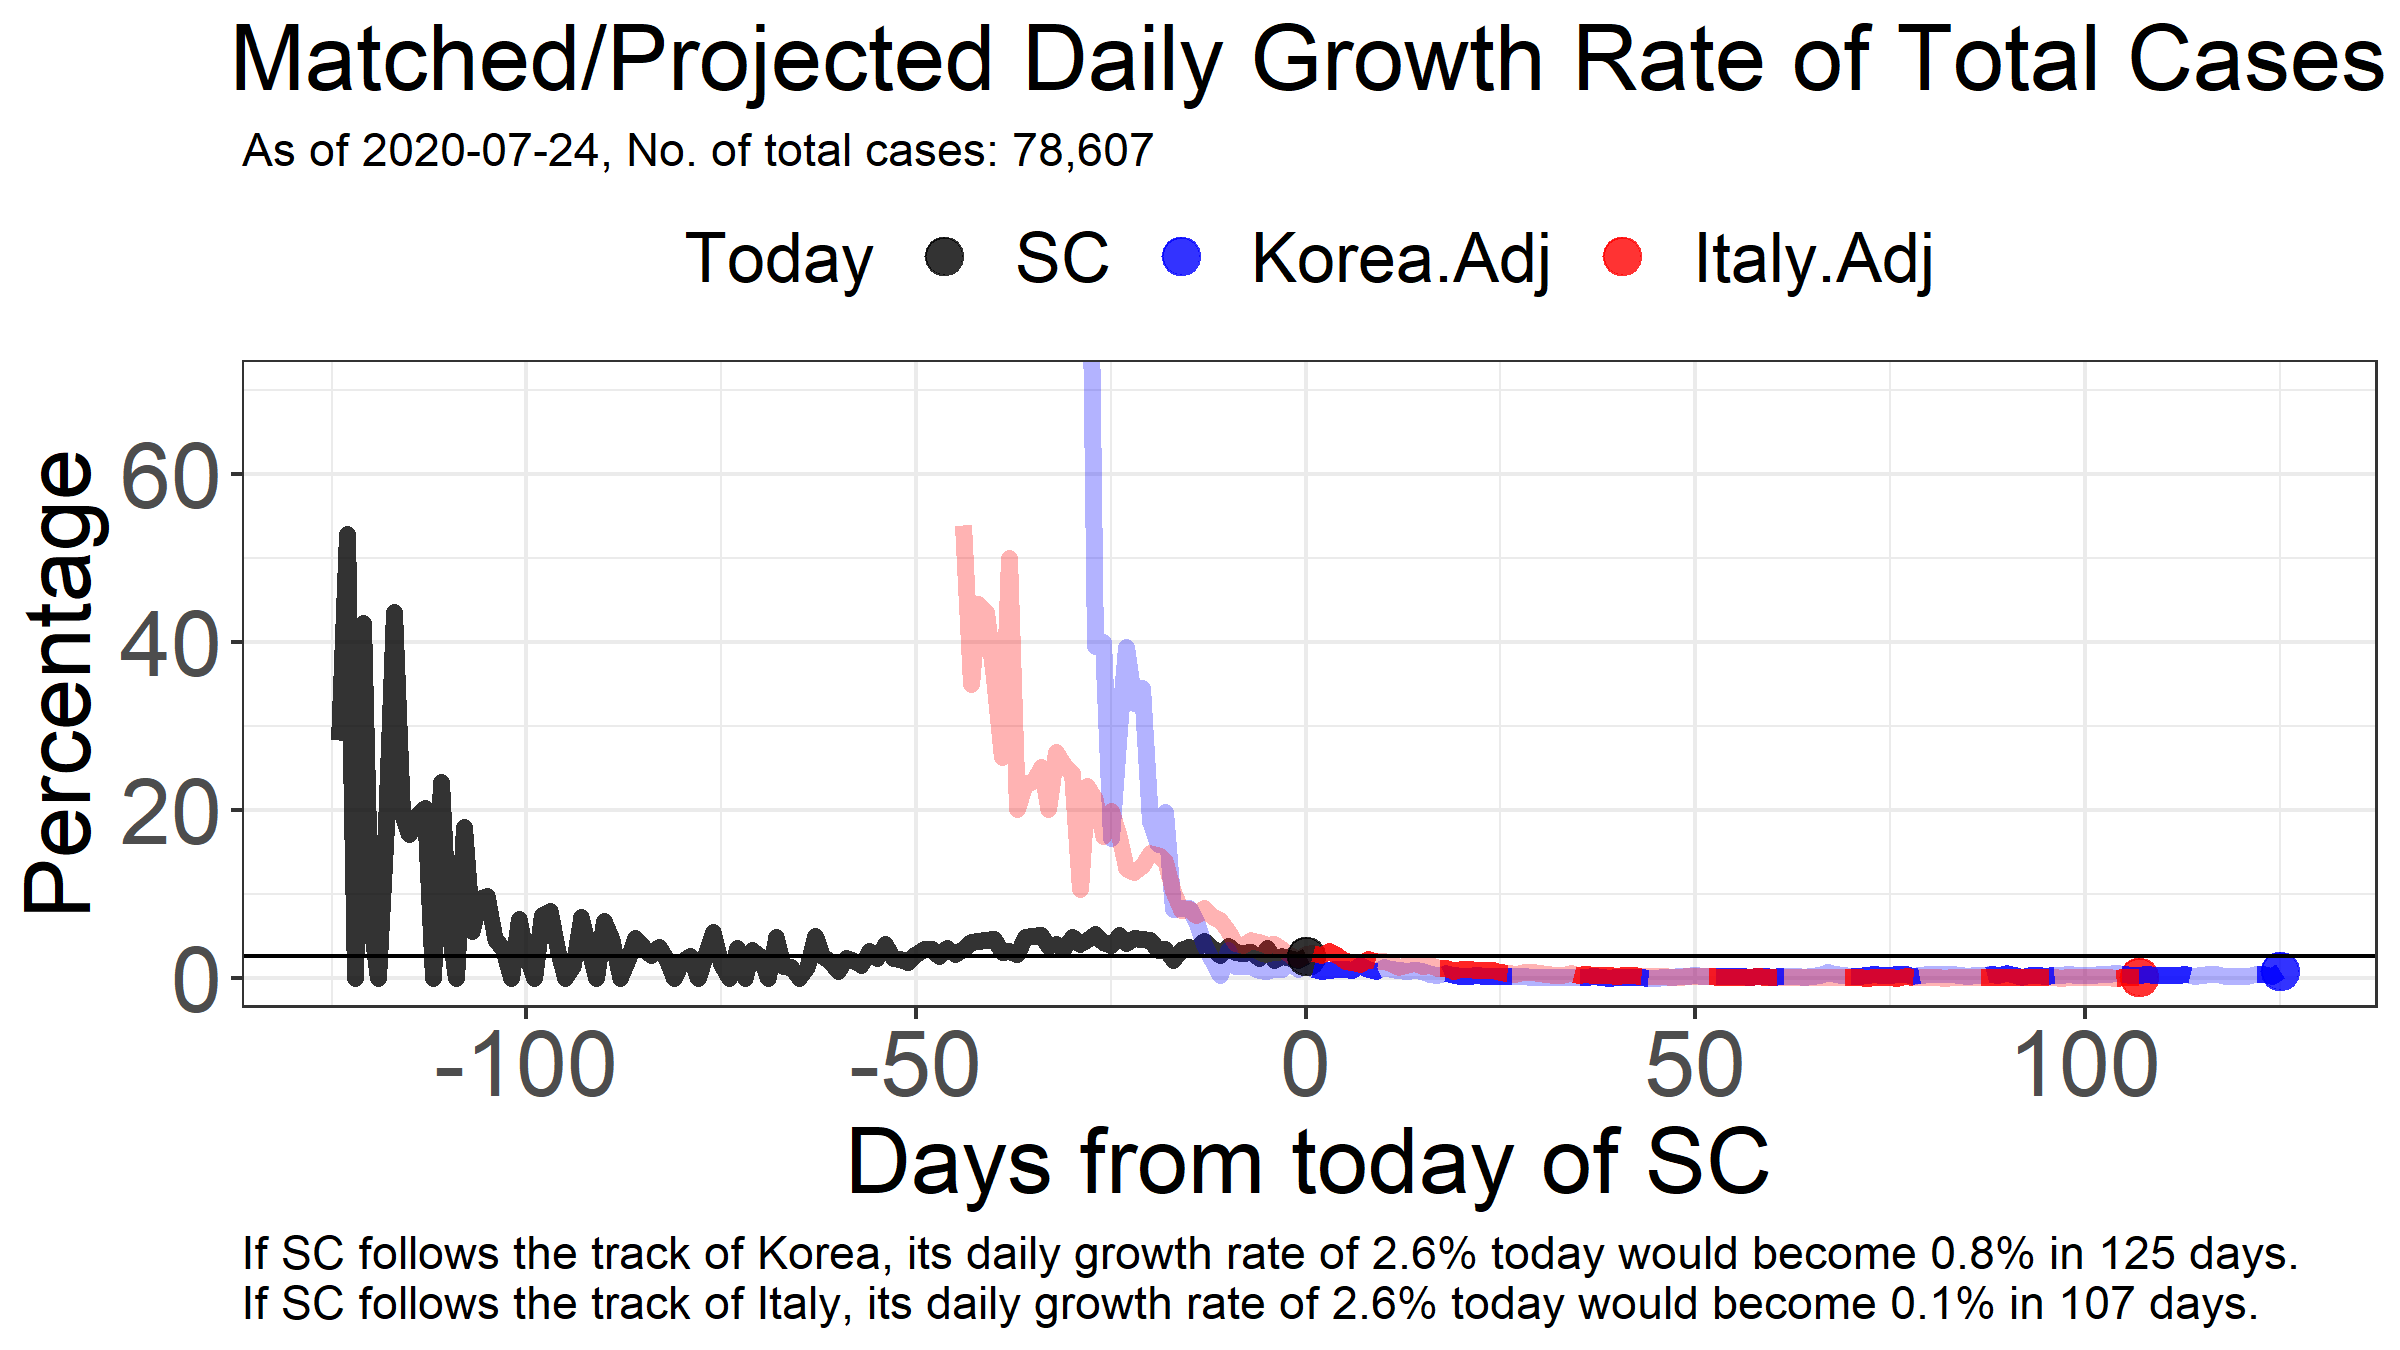 Matched/Projected Daily Growth Rate of Total Cases
As of 2020-07-24, No. of total cases: 78,607
Today SC Korea.Adj Italy.Adj
Percentage
60
40
20
0
-100 -50 0 50 100
Days from today of SC
If SC follows the track of Korea, its daily growth rate of 2.6% today would become 0.8% in 125 days.
If SC follows the track of Italy, its daily growth rate of 2.6% today would become 0.1% in 107 days.